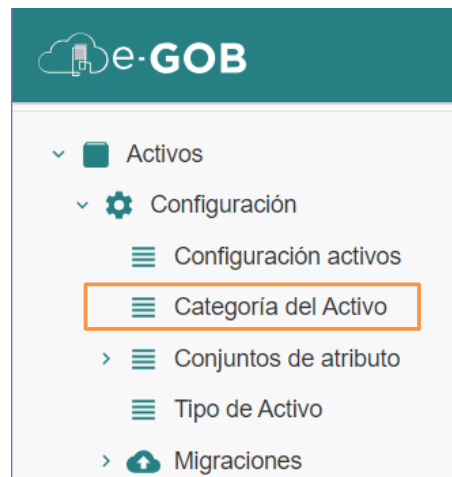 e-GOB
Activos
Configuración
Configuración activos
Categoría del Activo
Conjuntos de atributo
Tipo de Activo
Migraciones